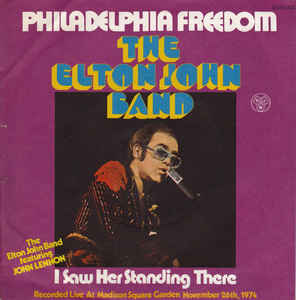 PHILADELPHIA FREEDOM
THE
ELTON JOHN
BAND
The
Elton John Band
featuring
JOHN LENNON
I Saw Her Standing There
Recorded Live At Madison Square Garden November 28th, 1974